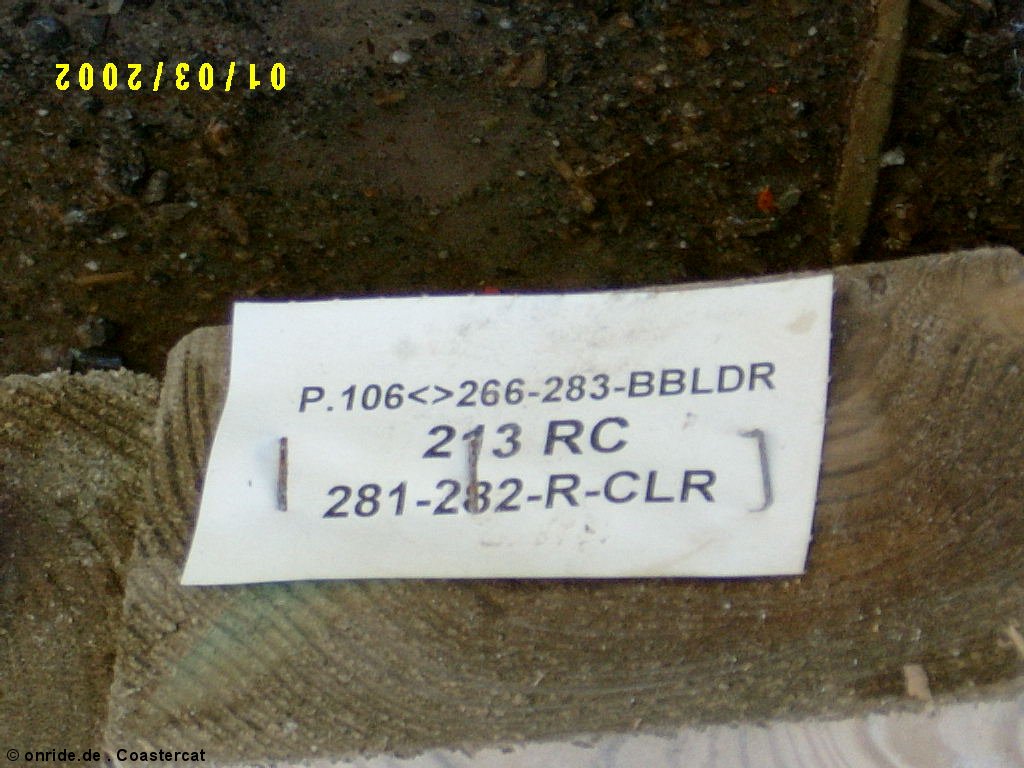 01/03/2002
P.106<>266-283-BBLDR
213 RC
281-282-R-CLR
© onride.de . Coastercat